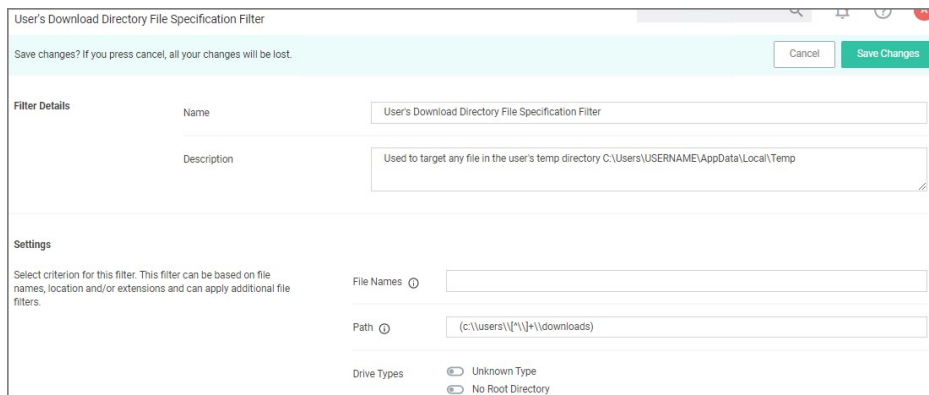 User's Download Directory File Specification Filter
Save changes? If you press cancel, all your changes will be lost.
Cancel
Save Changes
Filter Details
Name
User's Download Directory File Specification Filter
Description
Used to target any file in the user's temp directory C:\Users\USERNAME\AppData\Local\Temp
Settings
Select criterion for this filter. This filter can be based on file
names, location and/or extensions and can apply additional file
filters.
File Names
Path
(c:\\users\\[^\\]+\\downloads)
Drive Types
Unknown Type
No Root Directory